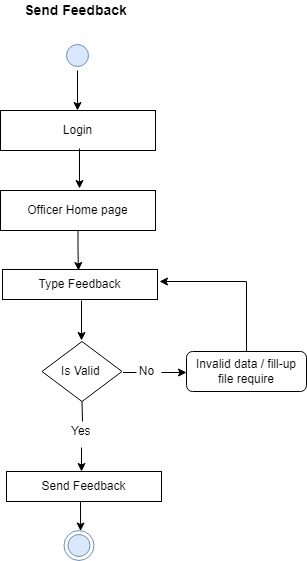 Send Feedback
Login
Officer Home page
Type Feedback
Is Valid
No
Invalid data / fill-up
file require
Yes
Send Feedback